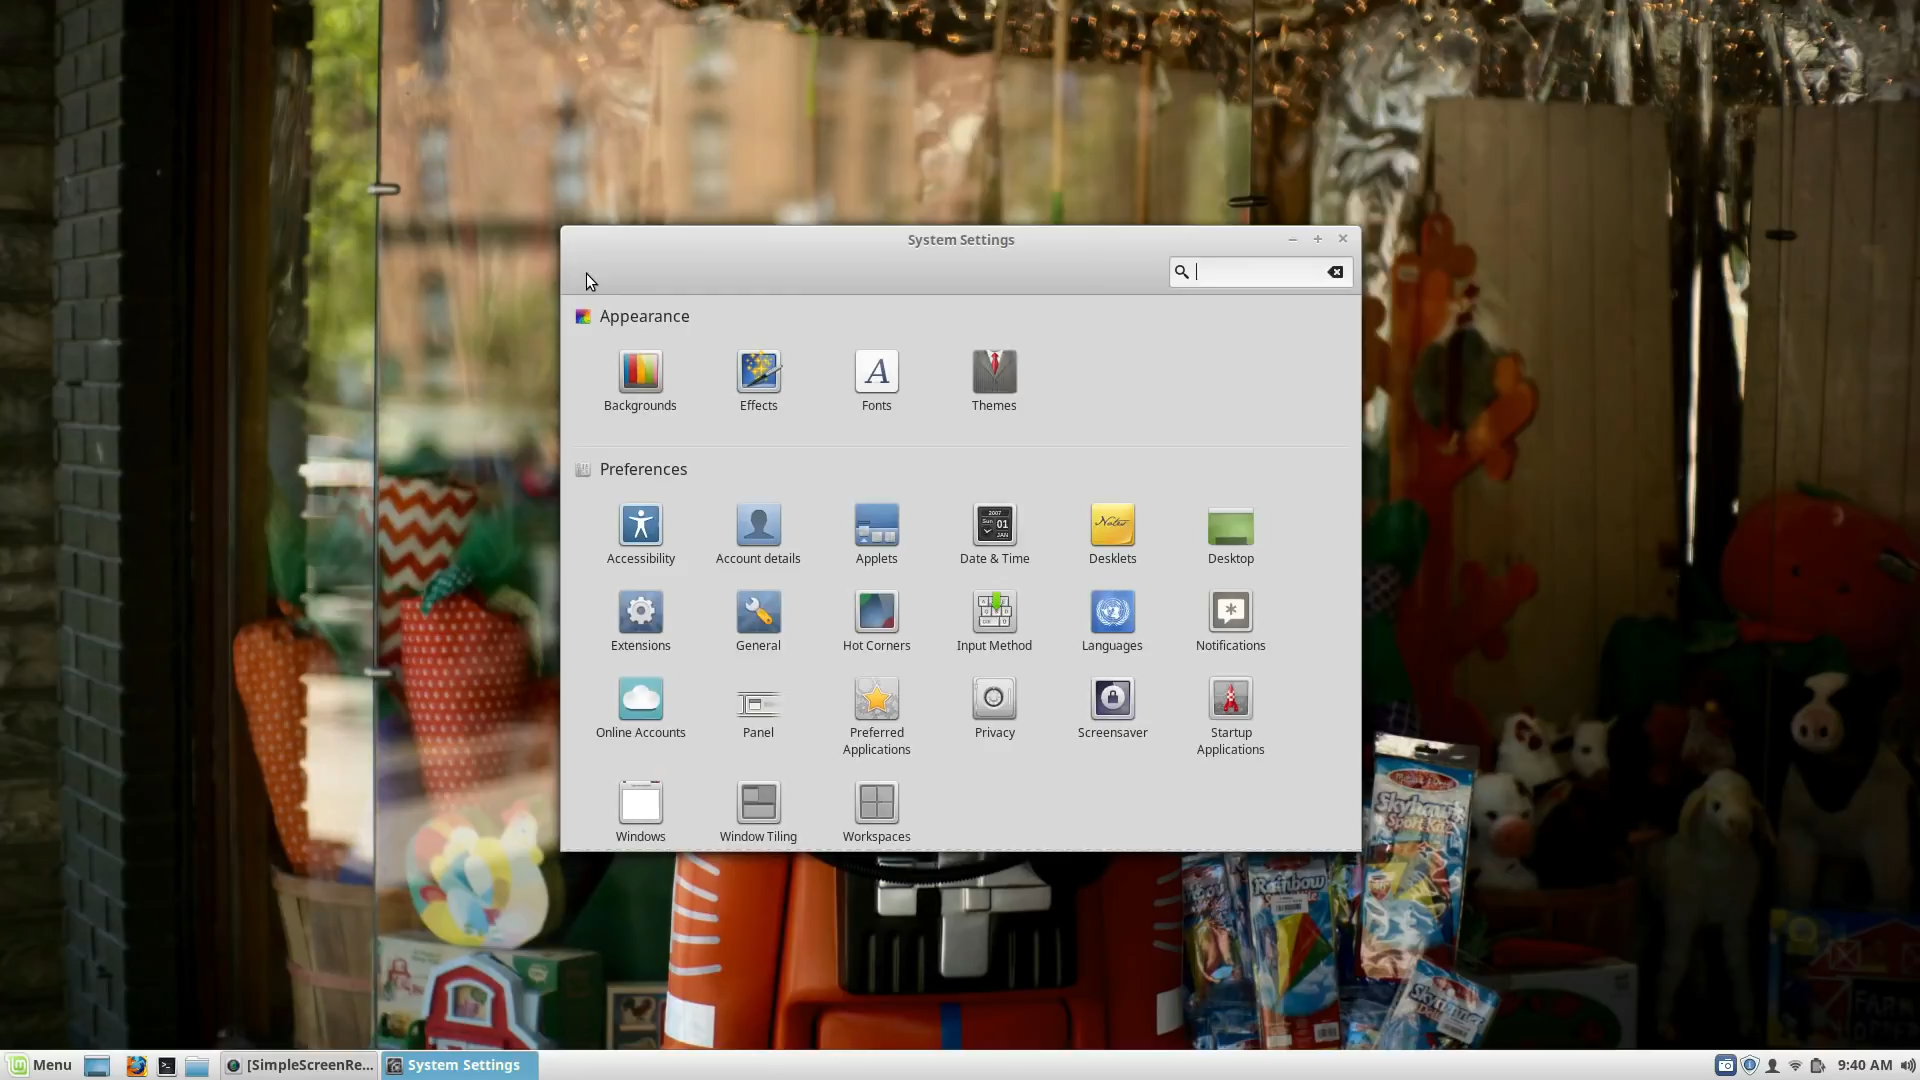 System Settings
Appearance
Backgrounds
Effects
Fonts
Themes
Preferences
Accessibility
Account details
Applets
Date & Time
Desklets
Desktop
Extensions
General
Hot Corners
Input Method
Languages
Notifications
Online Accounts
Panel
Preferred
Applications
Privacy
Screensaver
Startup
Applications
Windows
Window Tiling
Workspaces
Rainbow
Menu
[SimpleScreenRe...
System Settings
9:40 AM